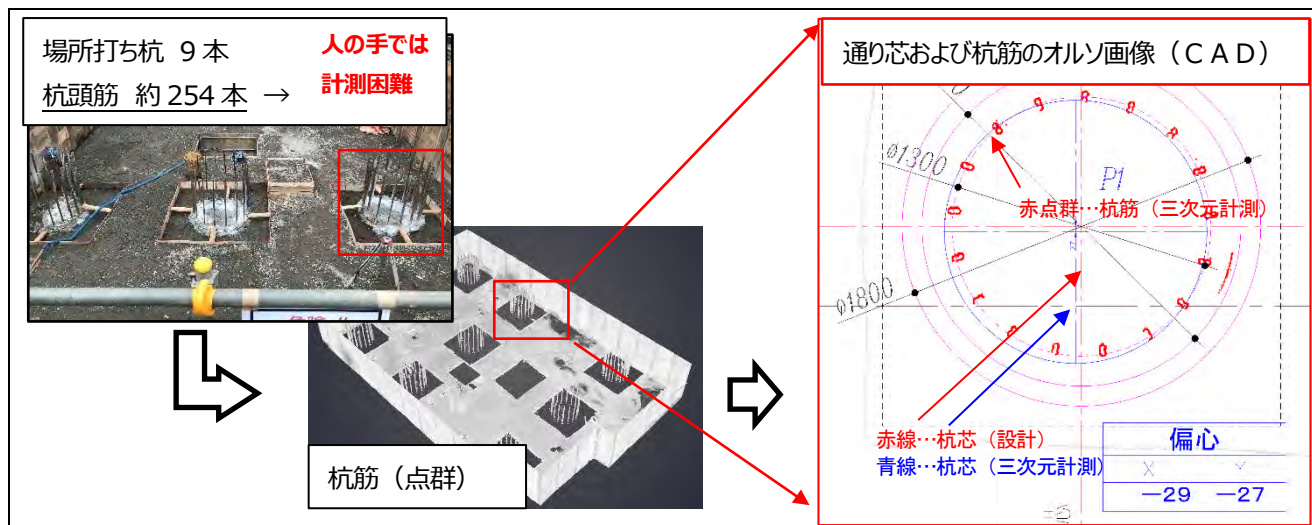 場所打ち杭 9本
杭頭筋 約254本 →
人の手では
計測困難
杭筋(点群)
通り芯および杭筋のオルソ画像(CAD)
φ1300
P1
赤点群…杭筋(三次元計測)
φ1800
赤線…杭芯(設計)
青線…杭芯(三次元計測)
偏心
X Y
-29 -27